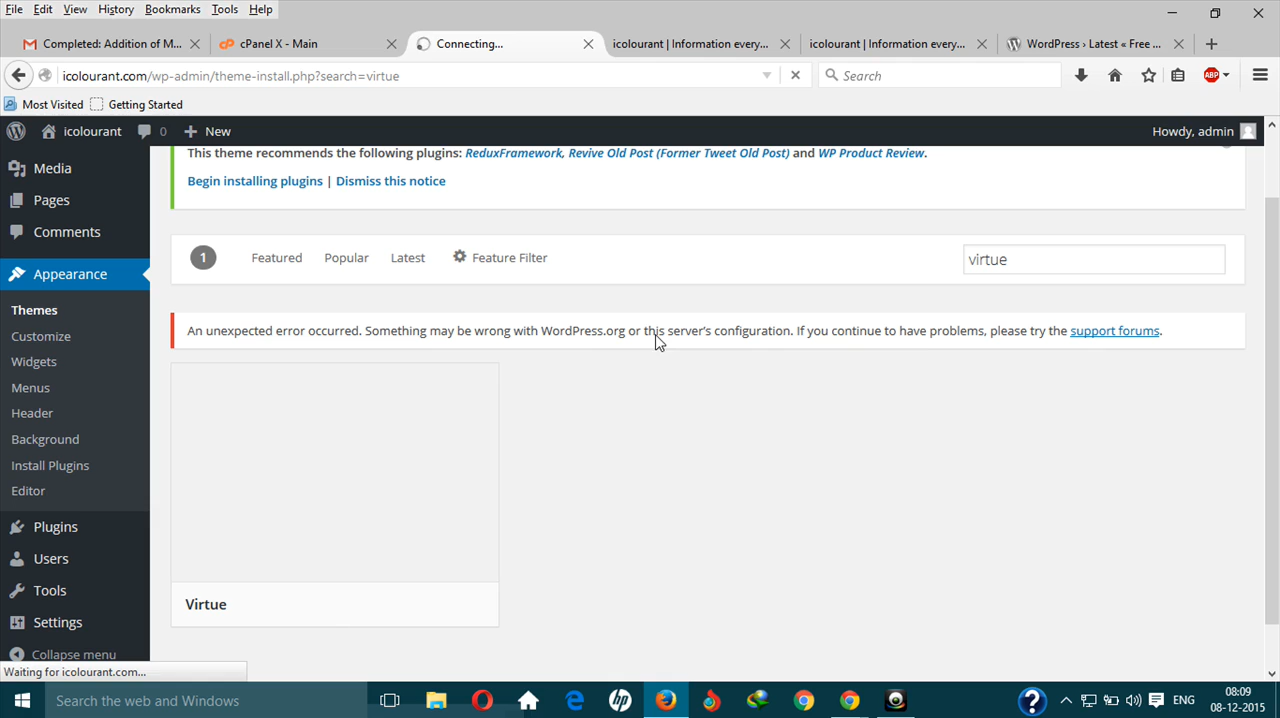 File Edit View History Bookmarks Tools Help
Completed: Addition of M...
cPanel X - Main
Connecting...
icolourant | Information every...
icolourant | Information every...
WordPress › Latest « Free ...
icolourant.com/wp-admin/theme-install.php?search=virtue
Search
ABP
Most Visited
Getting Started
icolourant
0
New
Howdy, admin
This theme recommends the following plugins: ReduxFramework, Revive Old Post (Former Tweet Old Post) and WP Product Review.
Begin installing plugins | Dismiss this notice
Media
Pages
Comments
Appearance
Themes
Customize
Widgets
Menus
Header
Background
Install Plugins
Editor
Plugins
Users
Tools
Settings
Collapse menu
1
Featured
Popular
Latest
Feature Filter
virtue
An unexpected error occurred. Something may be wrong with WordPress.org or this server's configuration. If you continue to have problems, please try the support forums.
Virtue
Waiting for icolourant.com...
Search the web and Windows
hp
ENG
08:09
08-12-2015